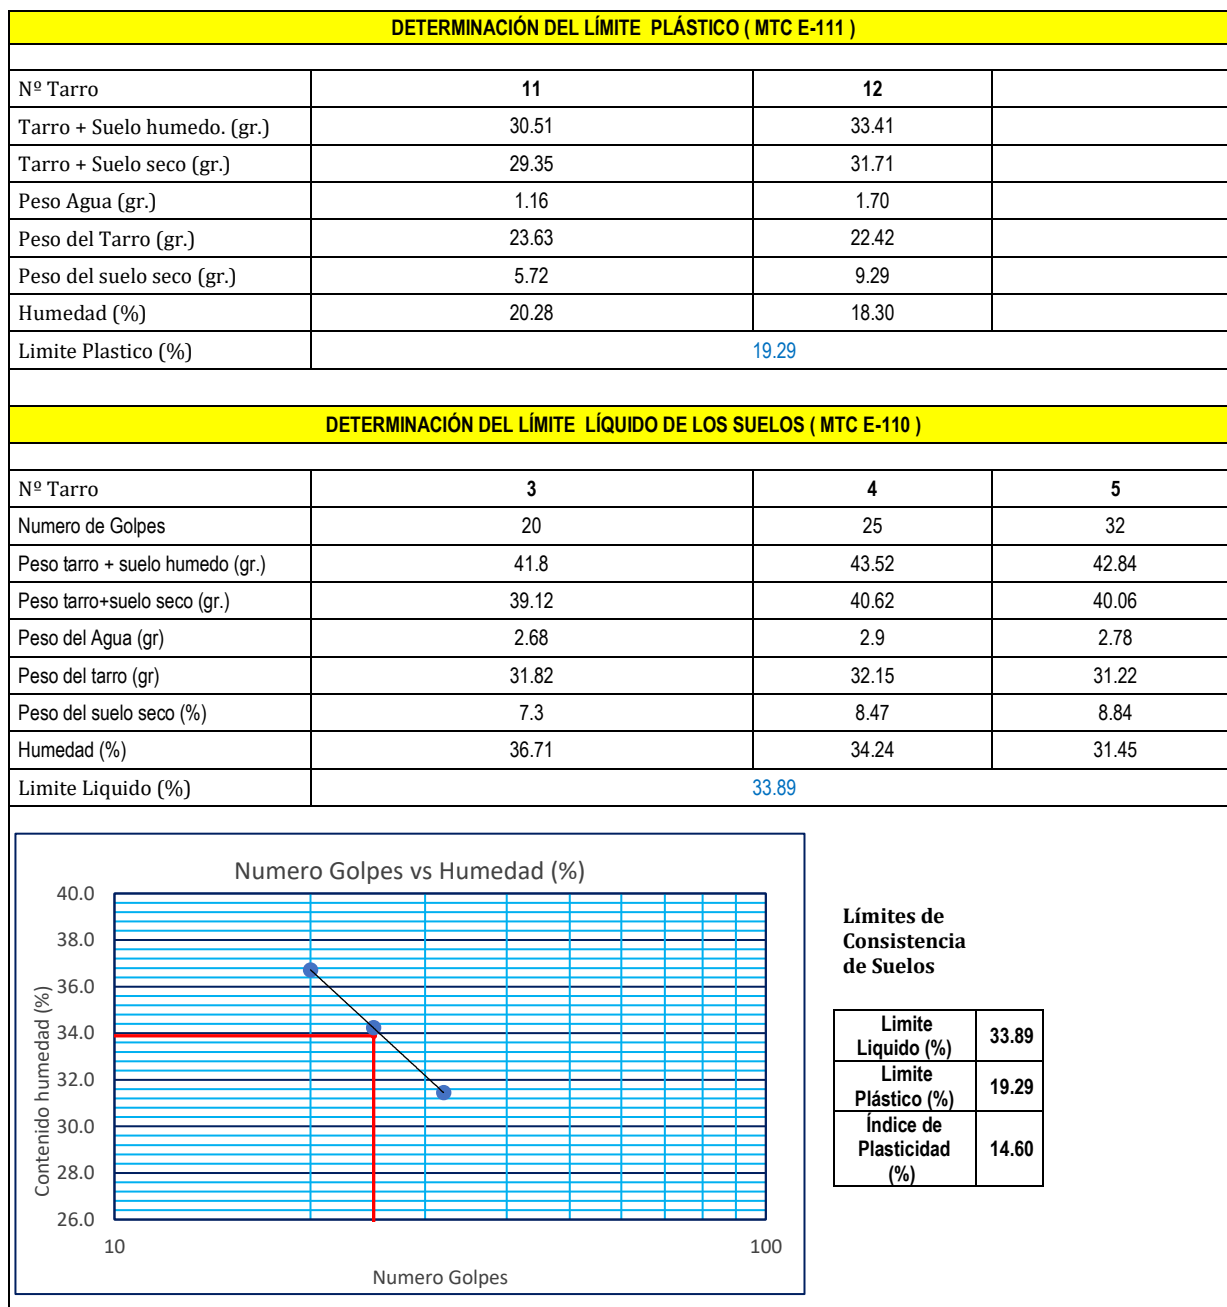 DETERMINACIÓN DEL LÍMITE PLÁSTICO ( MTC E-111 )
Nº Tarro 11 12
Tarro + Suelo humedo. (gr.) 30.51 33.41
Tarro + Suelo seco (gr.) 29.35 31.71
Peso Agua (gr.) 1.16 1.70
Peso del Tarro (gr.) 23.63 22.42
Peso del suelo seco (gr.) 5.72 9.29
Humedad (%) 20.28 18.30
Limite Plastico (%) 19.29
DETERMINACIÓN DEL LÍMITE LÍQUIDO DE LOS SUELOS ( MTC E-110 )
Nº Tarro 3 4 5
Numero de Golpes 20 25 32
Peso tarro + suelo humedo (gr.) 41.8 43.52 42.84
Peso tarro+suelo seco (gr.) 39.12 40.62 40.06
Peso del Agua (gr) 2.68 2.9 2.78
Peso del tarro (gr) 31.82 32.15 31.22
Peso del suelo seco (%) 7.3 8.47 8.84
Humedad (%) 36.71 34.24 31.45
Limite Liquido (%) 33.89
Numero Golpes vs Humedad (%)
Contenido humedad (%)
40.0
38.0
36.0
34.0
32.0
30.0
28.0
26.0
10 100
Numero Golpes
Límites de
Consistencia
de Suelos
Limite
Liquido (%) 33.89
Limite
Plástico (%) 19.29
Índice de
Plasticidad 14.60
(%)